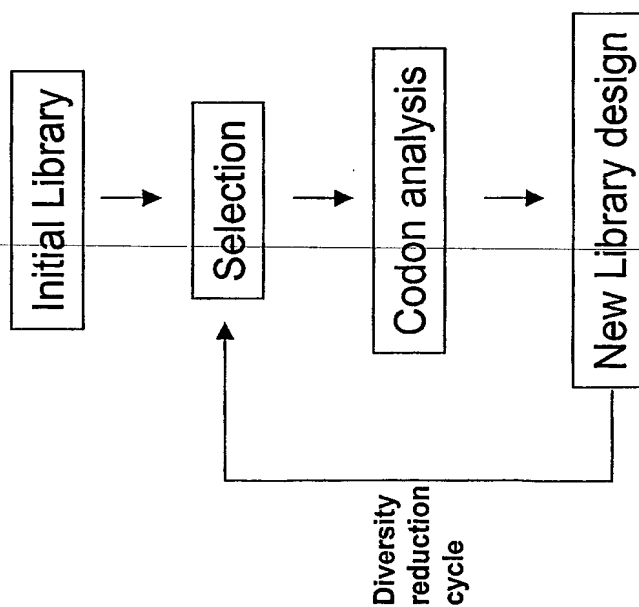 Initial Library
Selection
Codon analysis
New Library design
Diversity
reduction
cycle